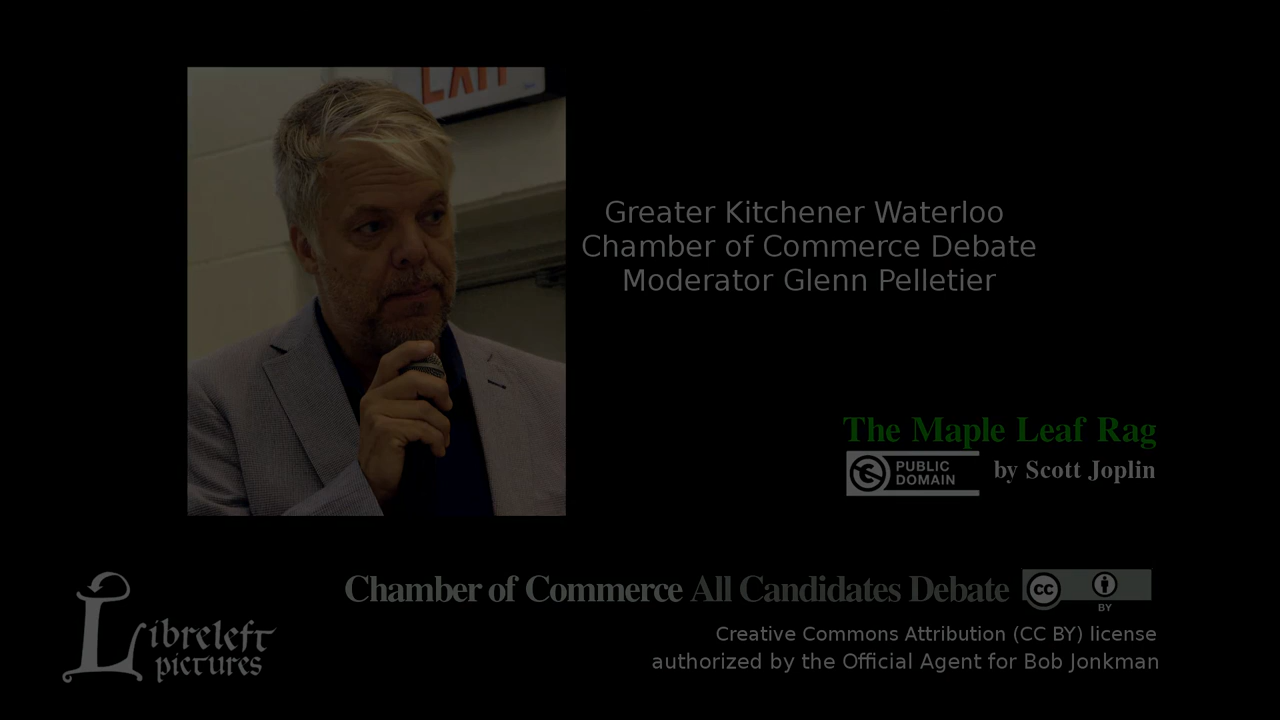 EXIT
Greater Kitchener Waterloo
Chamber of Commerce Debate
Moderator Glenn Pelletier
The Maple Leaf Rag
PUBLIC
DOMAIN
by Scott Joplin
Chamber of Commerce All Candidates Debate
cc
BY
Libreleft
pictures
Creative Commons Attribution (CC BY) license
authorized by the Official Agent for Bob Jonkman